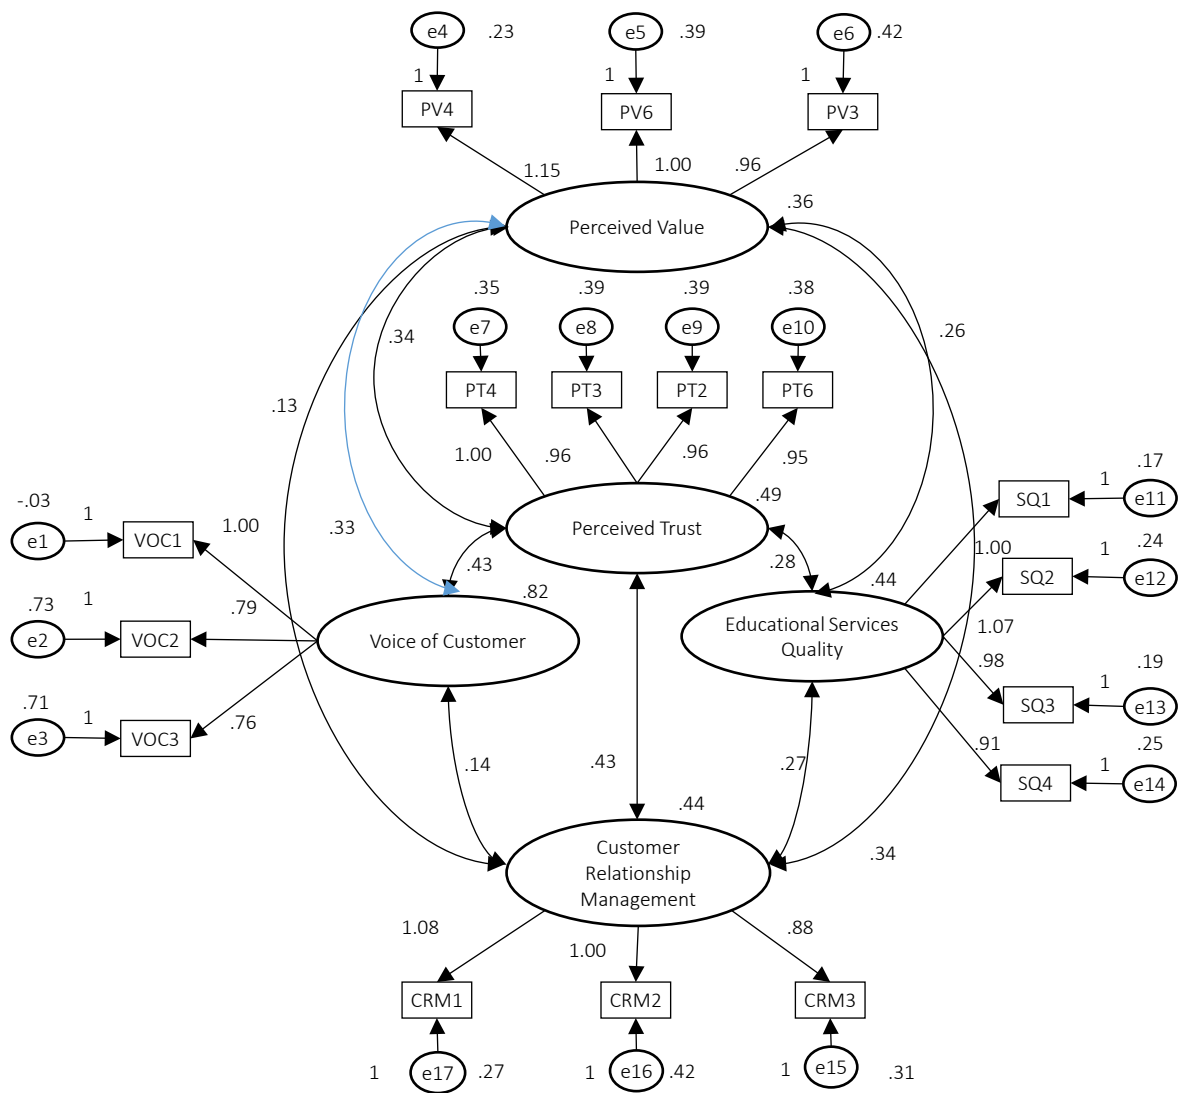 e4 .23 e5 .39 e6 .42
1 1 1
PV4 PV6 PV3
1.15 1.00 .96
.36
Perceived Value
.35 .39 .39 .38
e7 e8 e9 e10
.34 .26
PT4 PT3 PT2 PT6
.13
1.00 .96 .96 .95
.17
-.03 .49 1
1 SQ1 e11
e1 VOC1 1.00 .33 Perceived Trust
.24
1.00 1
.43 .28 SQ2 e12
.73 1 .79 .82 .44
e2 VOC2 Voice of Customer Educational Services
Quality
1.07
.98 .19
.71 1 .76 1
e3 VOC3 SQ3 e13
.14 .43 .27 .91 .25
1
SQ4 e14
.44
Customer
Relationship
Management
.34
1.08 1.00 .88
CRM1 CRM2 CRM3
1 e17 .27 1 e16 .42 1 e15 .31